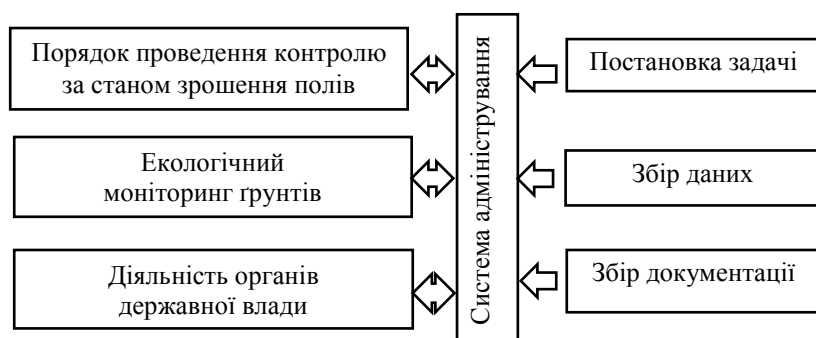 Порядок проведення контролю
за станом зрошення полів
Екологічний
моніторинг ґрунтів
Діяльність органів
державної влади
Система адміністрування
Постановка задачі
Збір даних
Збір документації